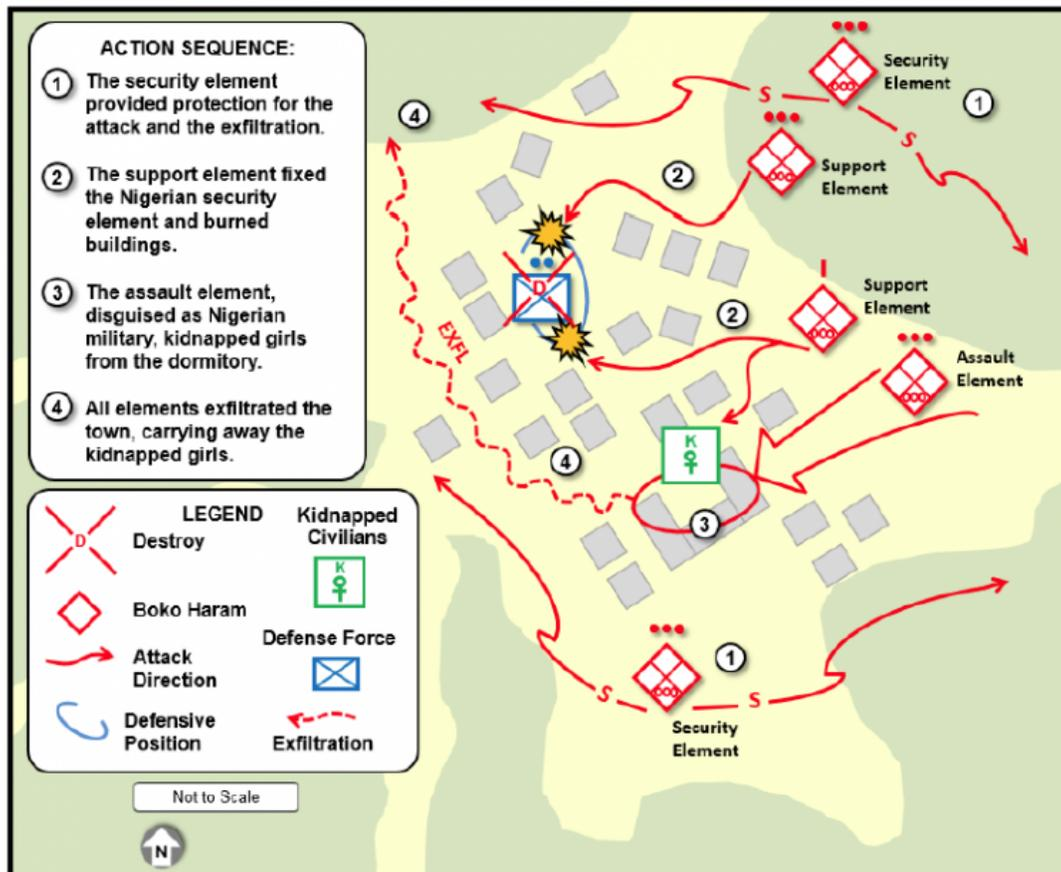 ACTION SEQUENCE:
1 The security element
provided protection for the
attack and the exfiltration.
2 The support element fixed
the Nigerian security
element and burned
buildings.
3 The assault element,
disguised as Nigerian
military, kidnapped girls
from the dormitory.
4 All elements exfiltrated the
town, carrying away the
kidnapped girls.
LEGEND
D
Destroy
Boko Haram
Attack
Direction
Defensive
Position
Kidnapped
Civilians
K
Defense Force
Exfiltration
Not to Scale
N
4
S
Security
Element
1
S
Support
Element
2
D
EXFL
Support
Element
2
Assault
Element
K
4
3
1
S
S
Security
Element